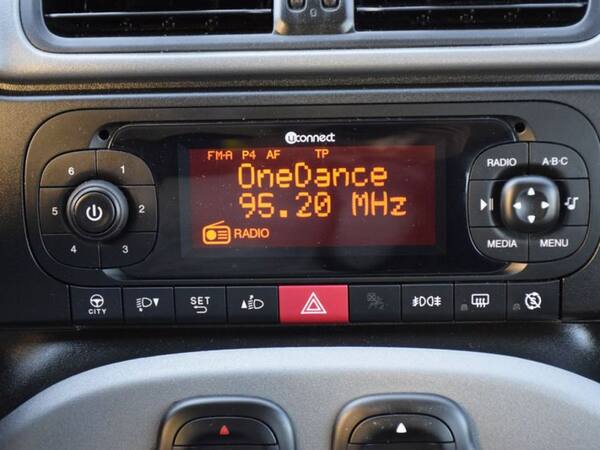 uconnect
FM-A P4 AF TP
OneDance
95.20 MHz
RADIO
6 1
5 2
4 3
RADIO A·B·C
MEDIA MENU
CITY
SET